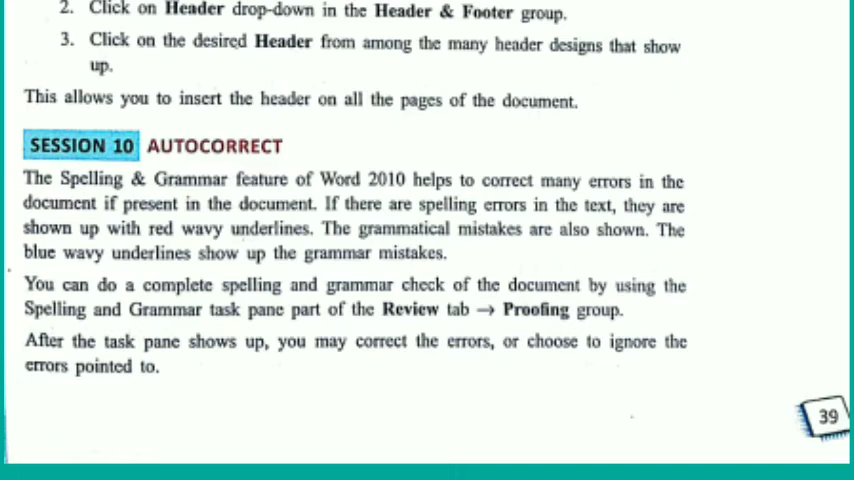 2. Click on Header drop-down in the Header & Footer group.
3. Click on the desired Header from among the many header designs that show
up.
This allows you to insert the header on all the pages of the document.
SESSION 10 AUTOCORRECT
The Spelling & Grammar feature of Word 2010 helps to correct many errors in the
document if present in the document. If there are spelling errors in the text, they are
shown up with red wavy underlines. The grammatical mistakes are also shown. The
blue wavy underlines show up the grammar mistakes.
You can do a complete spelling and grammar check of the document by using the
Spelling and Grammar task pane part of the Review tab → Proofing group.
After the task pane shows up, you may correct the errors, or choose to ignore the
errors pointed to.
39